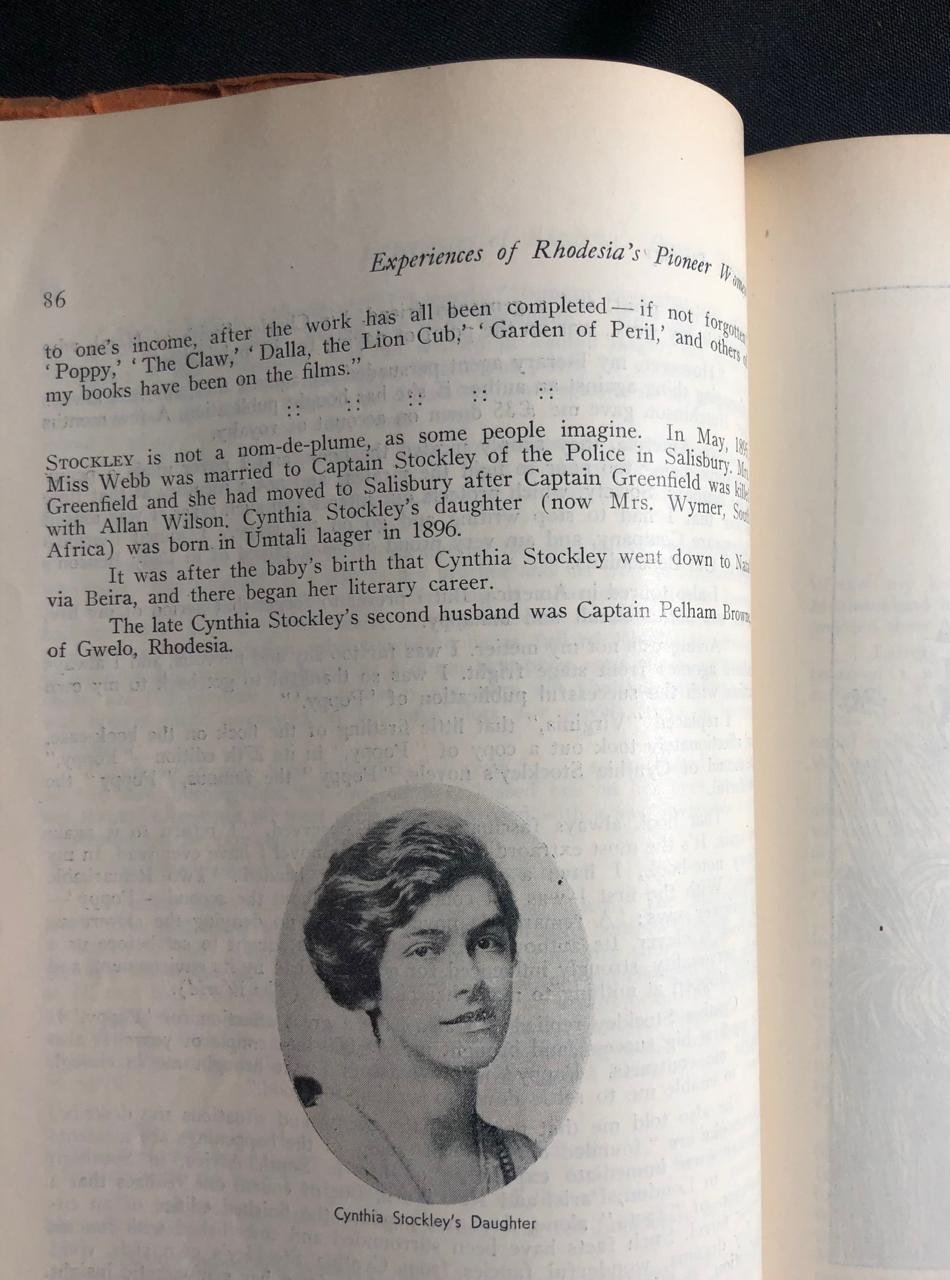 Experiences of Rhodesia's Pioneer Women
86
to one's income, after the work has all been completed — if not forgotten
'Poppy,' 'The Claw,' 'Dalla, the Lion Cub,' 'Garden of Peril,' and others of
my books have been on the films."
:: :: :: :: ::
STOCKLEY is not a nom-de-plume, as some people imagine. In May, 189
Miss Webb was married to Captain Stockley of the Police in Salisbury. Mrs.
Greenfield and she had moved to Salisbury after Captain Greenfield was killed
with Allan Wilson. Cynthia Stockley's daughter (now Mrs. Wymer, South
Africa) was born in Umtali laager in 1896.
It was after the baby's birth that Cynthia Stockley went down to
via Beira, and there began her literary career.
The late Cynthia Stockley's second husband was Captain Pelham Browne
of Gwelo, Rhodesia.
Cynthia Stockley's Daughter